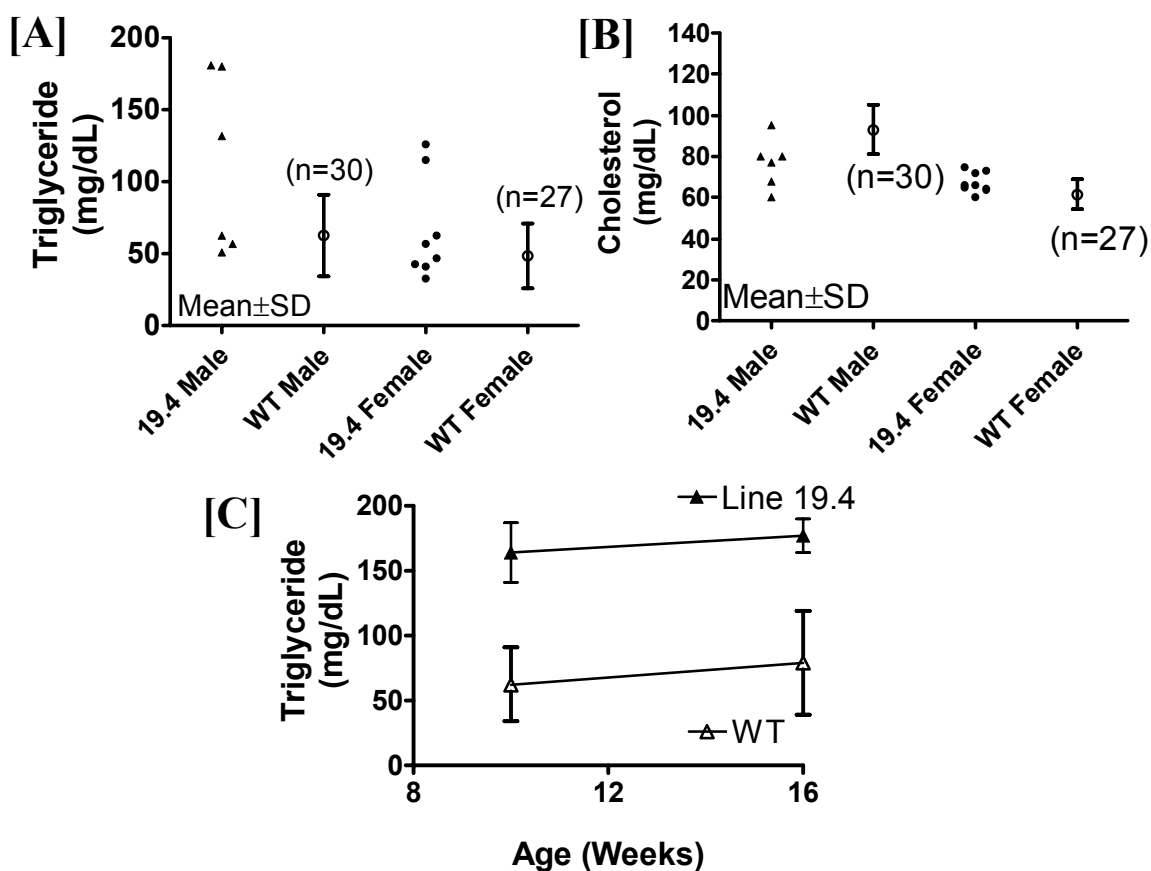 [A]
Triglyceride
(mg/dL)
200
150
100
50
0
(n=30)
(n=27)
Mean±SD
19.4 Male
WT Male
19.4 Female
WT Female
[B]
Cholesterol
(mg/dL)
140
120
100
80
60
40
20
0
(n=30)
(n=27)
Mean±SD
19.4 Male
WT Male
19.4 Female
WT Female
[C]
Triglyceride
(mg/dL)
200
150
100
50
0
Line 19.4
WT
8
12
16
Age (Weeks)